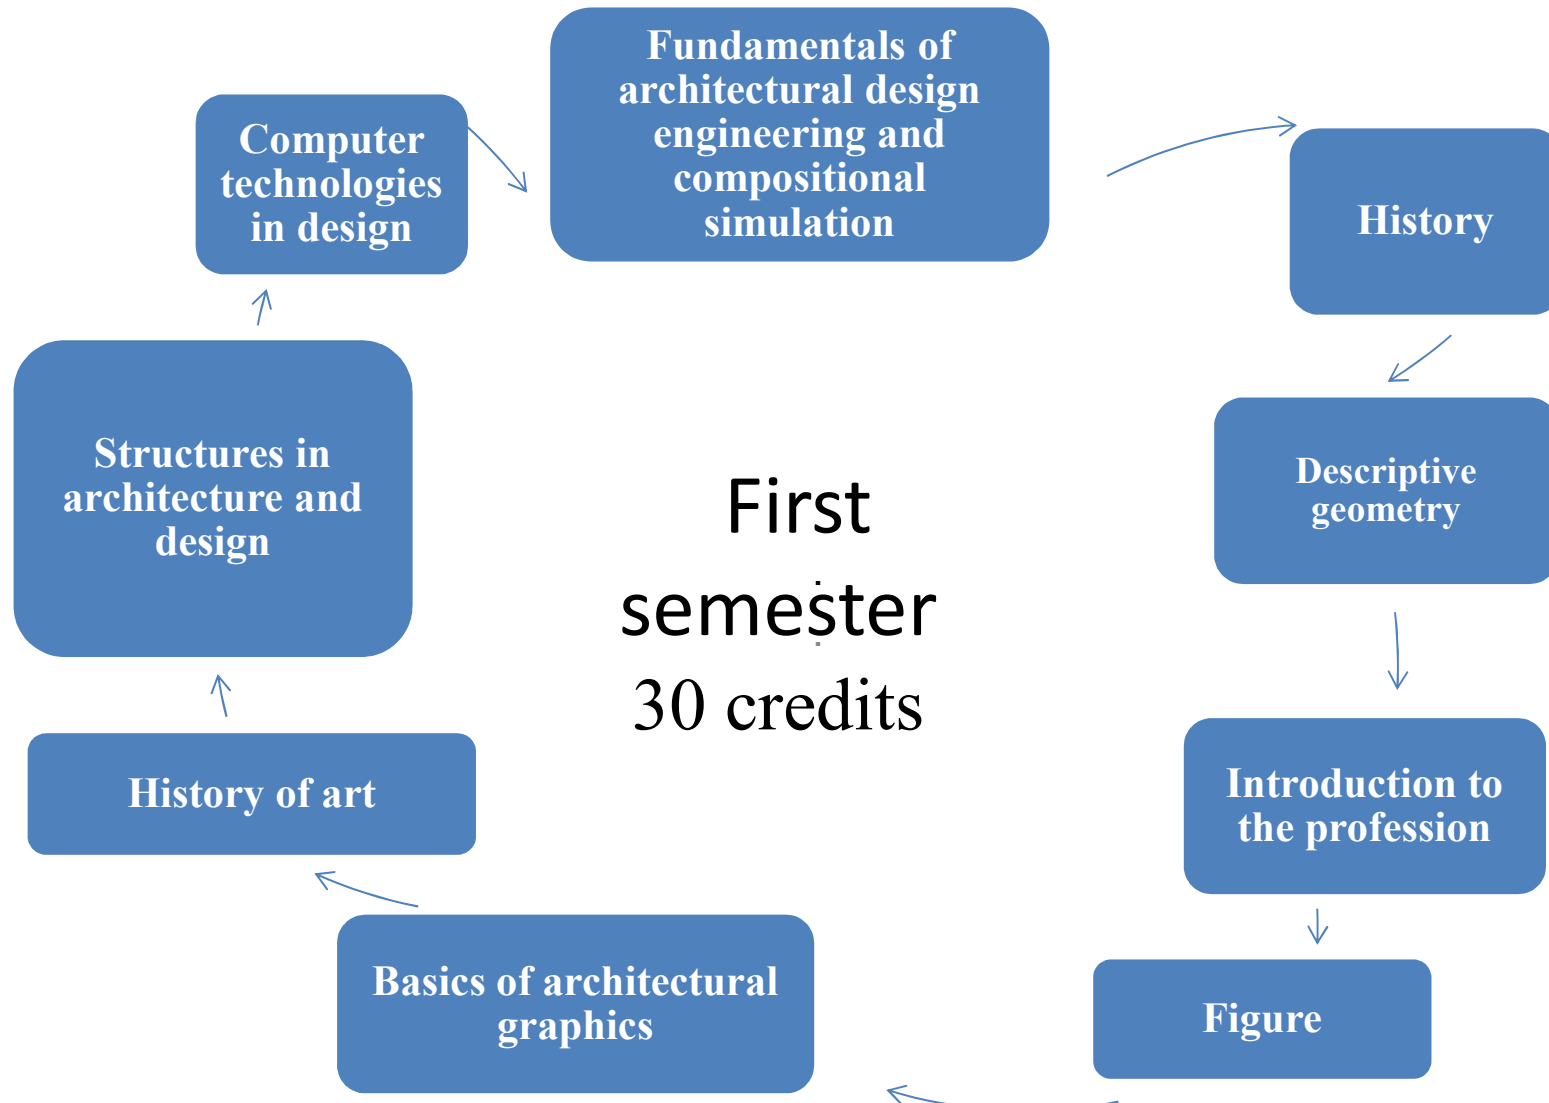 Fundamentals of
architectural design
engineering and
compositional
simulation
History
Descriptive
geometry
Introduction to
the profession
Figure
Basics of architectural
graphics
History of art
Structures in
architecture and
design
Computer
technologies
in design
First
semester
30 credits